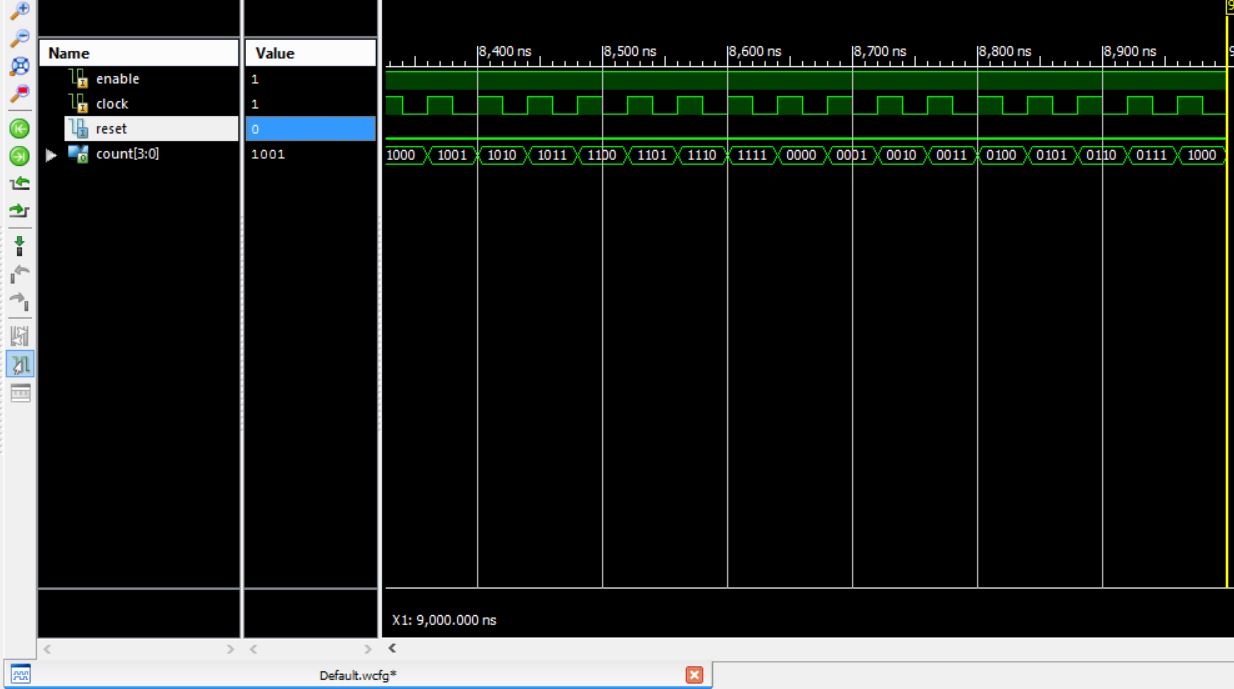 9
Name Value
8,400 ns 8,500 ns 8,600 ns 8,700 ns 8,800 ns 8,900 ns 9
enable 1
clock 1
reset 0
count[3:0] 1001 1000 1001 1010 1011 1100 1101 1110 1111 0000 0001 0010 0011 0100 0101 0110 0111 1000
X1: 9,000.000 ns
Default.wcfg*